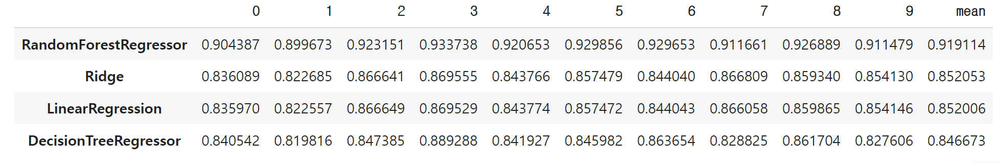 0 1 2 3 4 5 6 7 8 9 mean
RandomForestRegressor 0.904387 0.899673 0.923151 0.933738 0.920653 0.929856 0.929653 0.911661 0.926889 0.911479 0.919114
Ridge 0.836089 0.822685 0.866641 0.869555 0.843766 0.857479 0.844040 0.866809 0.859340 0.854130 0.852053
LinearRegression 0.835970 0.822557 0.866649 0.869529 0.843774 0.857472 0.844043 0.866058 0.859865 0.854146 0.852006
DecisionTreeRegressor 0.840542 0.819816 0.847385 0.889288 0.841927 0.845982 0.863654 0.828825 0.861704 0.827606 0.846673